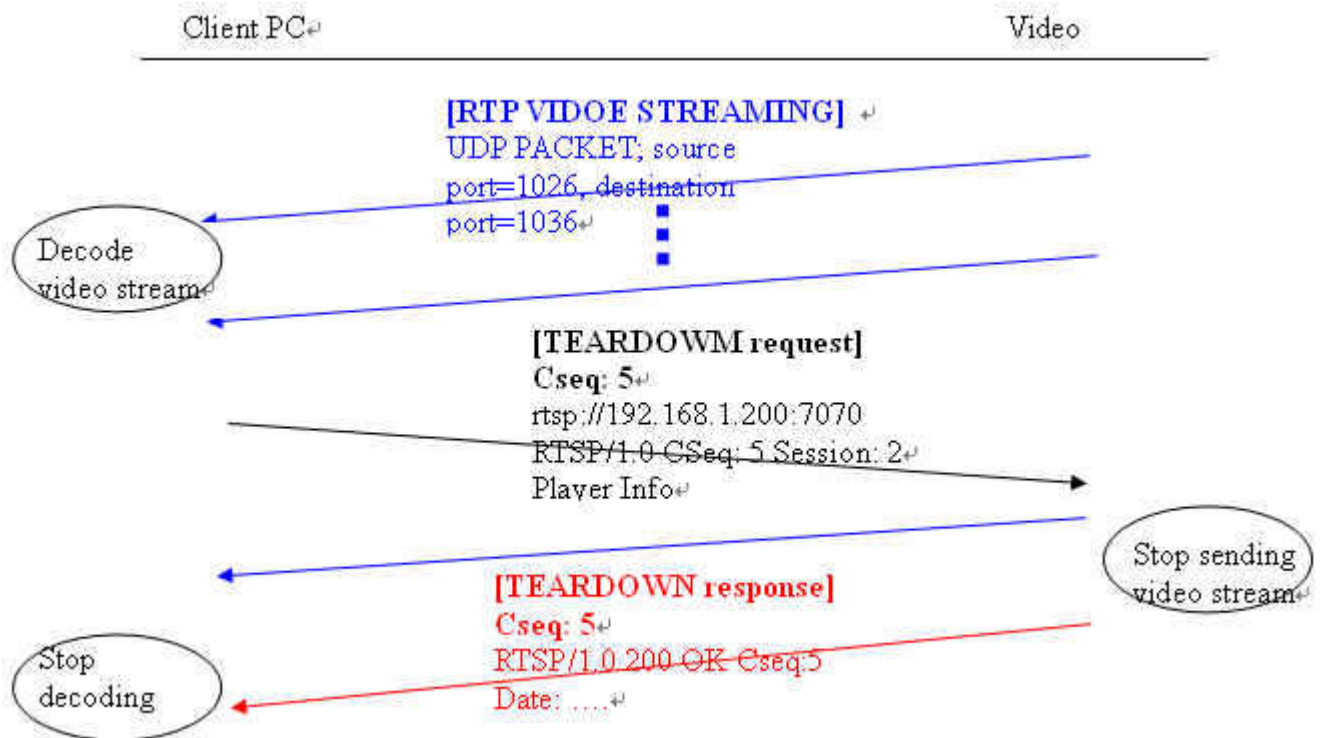 Client PC↵
Video
[RTP VIDOE STREAMING] ↵
UDP PACKET; source
port=1026, destination
port=1036↵
Decode
video stream↵
[TEARDOWM request]
Cseq: 5↵
rtsp://192.168.1.200:7070
RTSP/1.0 CSeq: 5 Session: 2↵
Player Info↵
Stop sending
video stream↵
[TEARDOWN response]
Cseq: 5↵
RTSP/1.0 200 OK Cseq:5
Date: ....↵
Stop
decoding